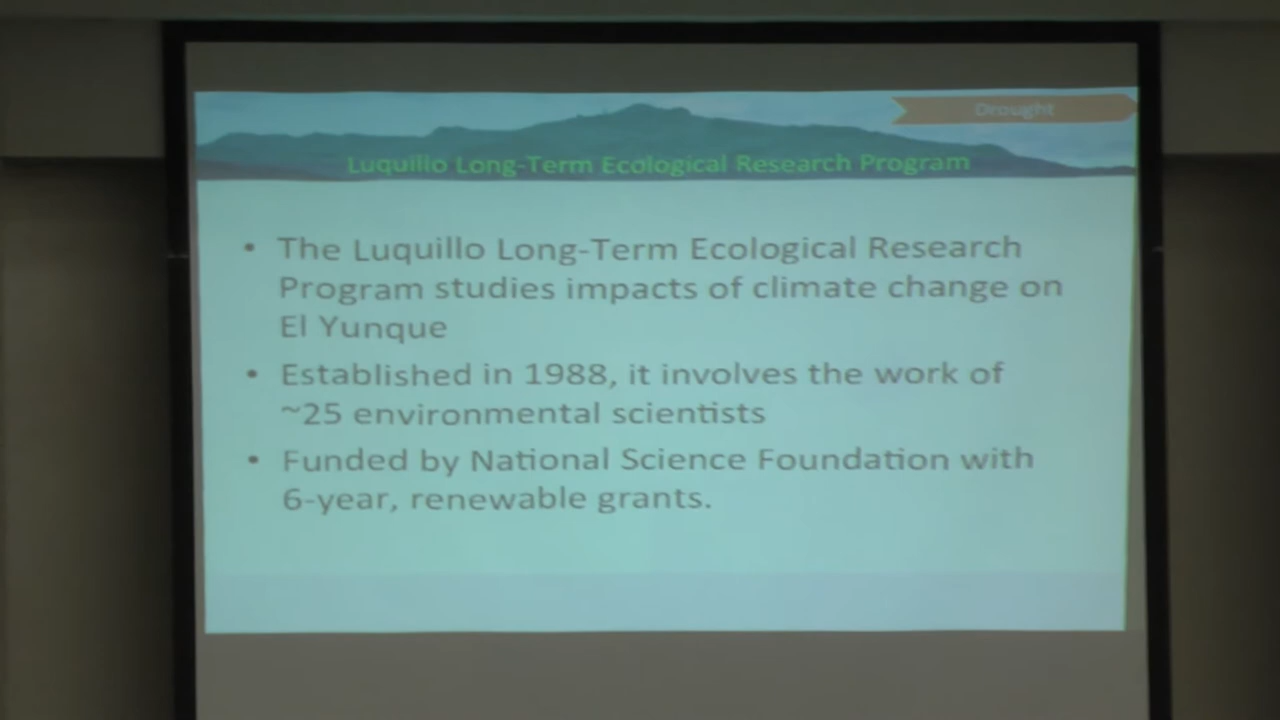 Drought
Luquillo Long-Term Ecological Research Program
• The Luquillo Long-Term Ecological Research
Program studies impacts of climate change on
El Yunque
• Established in 1988, it involves the work of
~25 environmental scientists
• Funded by National Science Foundation with
6-year, renewable grants.